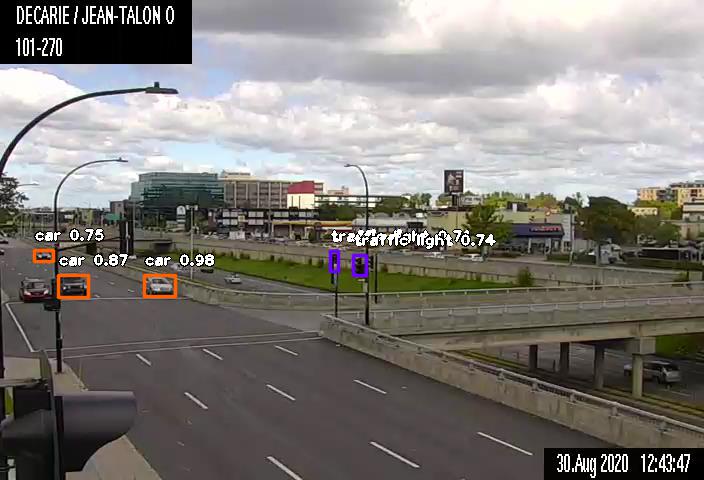 DECARIE / JEAN-TALON O
101-270
car 0.75
traffic light 0.74
car 0.87
car 0.98
30.Aug 2020 12:43:47